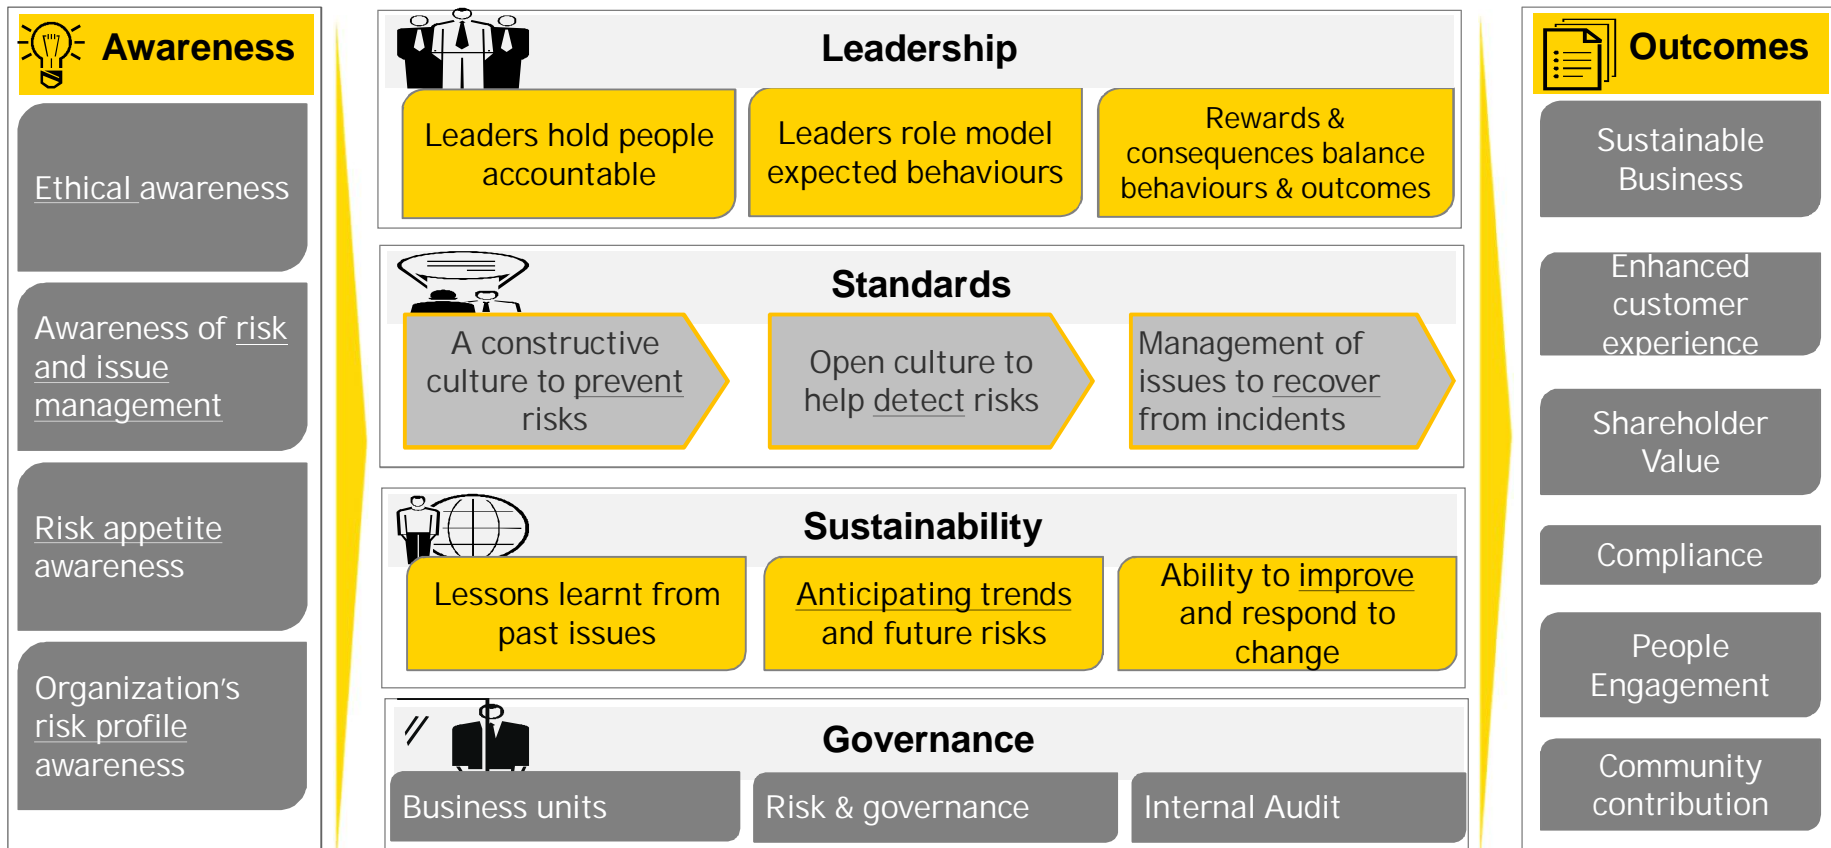 Awareness
Ethical awareness
Awareness of risk
and issue
management
Risk appetite
awareness
Organization's
risk profile
awareness
Leadership
Leaders hold people
accountable
Leaders role model
expected behaviours
Rewards &
consequences balance
behaviours & outcomes
Standards
A constructive
culture to prevent
risks
Open culture to
help detect risks
Management of
issues to recover
from incidents
Sustainability
Lessons learnt from
past issues
Anticipating trends
and future risks
Ability to improve
and respond to
change
Governance
Business units
Risk & governance
Internal Audit
Outcomes
Sustainable
Business
Enhanced
customer
experience
Shareholder
Value
Compliance
People
Engagement
Community
contribution